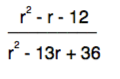 r² - r - 12
r² - 13r + 36